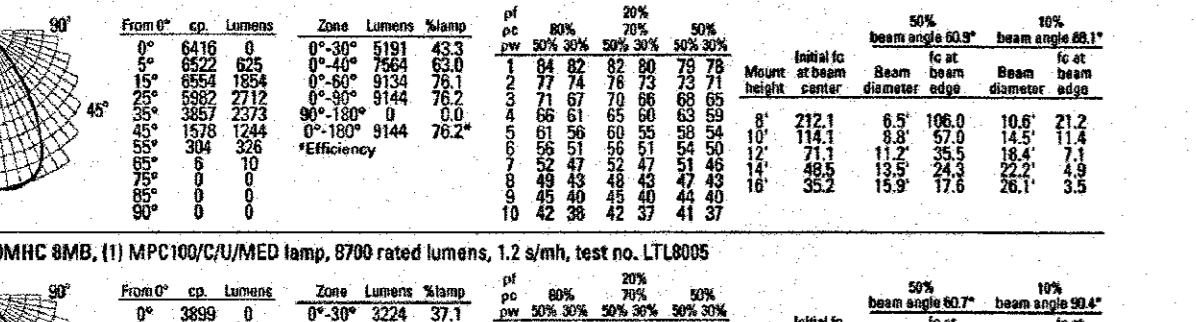 90°
45°
From 0° cp. Lumens
0° 6416 0
5° 6522 625
15° 6554 1854
25° 5982 2712
35° 3857 2373
45° 1578 1244
55° 304 326
65° 6 10
75° 0 0
85° 0 0
90° 0 0
Zone Lumens %lamp
0°-30° 5191 43.3
0°-40° 7564 63.0
0°-60° 9134 76.1
0°-90° 9144 76.2
90°-180° 0 0.0
0°-180° 9144 76.2*
*Efficiency
pf 20%
pc 80% 70% 50%
pw 50% 30% 50% 30% 50% 30%
1 84 82 82 80 79 78
2 77 74 76 73 73 71
3 71 67 70 66 68 65
4 66 61 65 60 63 59
5 61 56 60 55 58 54
6 56 51 56 51 54 50
7 52 47 52 47 51 46
8 49 43 48 43 47 43
9 45 40 45 40 44 40
10 42 38 42 37 41 37
50% 10%
beam angle 60.9° beam angle 88.1°
Mount height Initial fc at beam center Beam diameter fc at beam edge Beam diameter fc at beam edge
8' 212.1 6.5' 106.0 10.6' 21.2
10' 114.1 8.8' 57.0 14.5' 11.4
12' 71.1 11.2' 35.5 18.4' 7.1
14' 48.5 13.5' 24.3 22.2' 4.9
16' 35.2 15.9' 17.6 26.1' 3.5
0MHC 8MB, (1) MPC100/C/U/MED lamp, 8700 rated lumens, 1.2 s/mh, test no. LTL8005
90°
From 0° cp. Lumens
0° 3899 0
Zone Lumens %lamp
0°-30° 3224 37.1
pf 20%
pc 80% 70% 50%
pw 50% 30% 50% 30% 50% 30%
50% 10%
beam angle 60.7° beam angle 90.4°
Initial fc fc at fc at